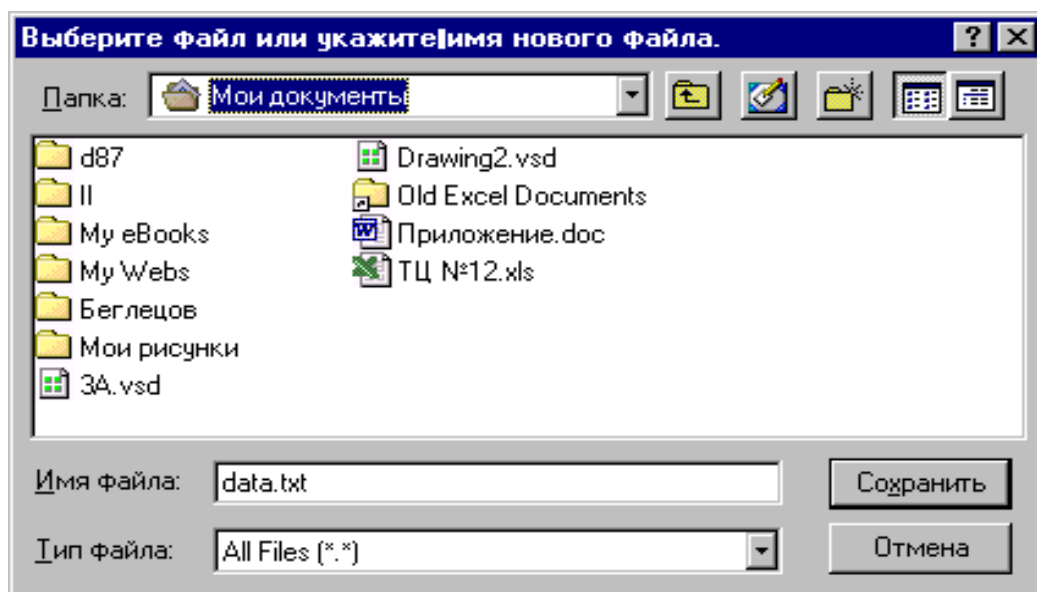 Выберите файл или укажите имя нового файла.
Папка: Мои документы
d87
ll
My eBooks
My Webs
Беглецов
Мои рисунки
3A.vsd
Drawing2.vsd
Old Excel Documents
Приложение.doc
ТЦ №12.xls
Имя файла: data.txt
Сохранить
Тип файла: All Files (*.*)
Отмена